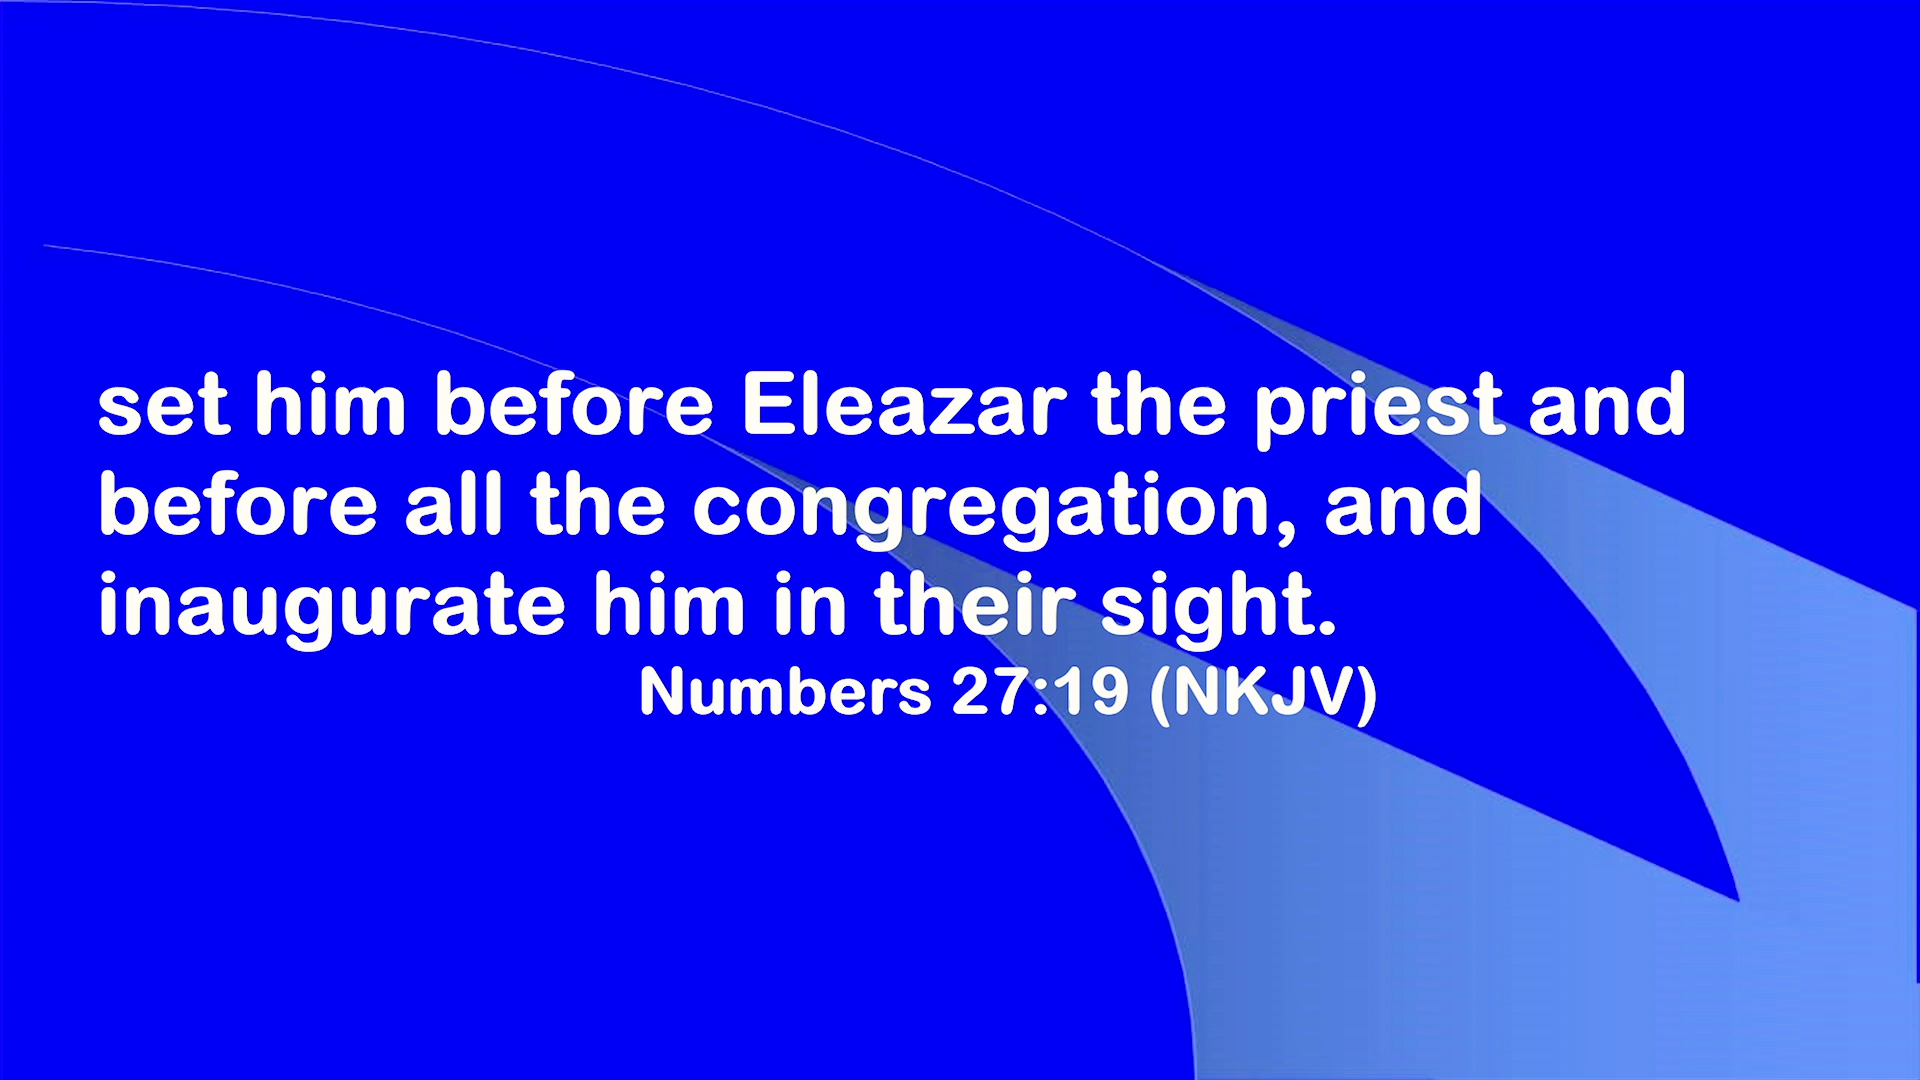 set him before Eleazar the priest and
before all the congregation, and
inaugurate him in their sight.
Numbers 27:19 (NKJV)